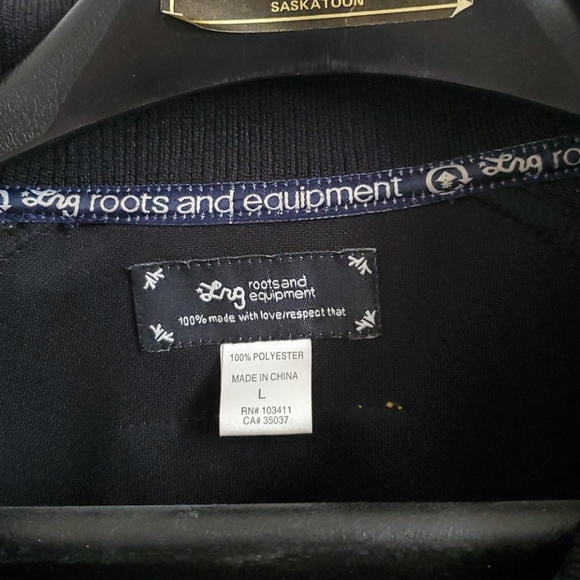 SASKATOON
Lrg roots and equipment Lrg ro
Lrg roots and
equipment
100% made with love/respect that
100% POLYESTER
MADE IN CHINA
L
RN# 103411
CA# 35037